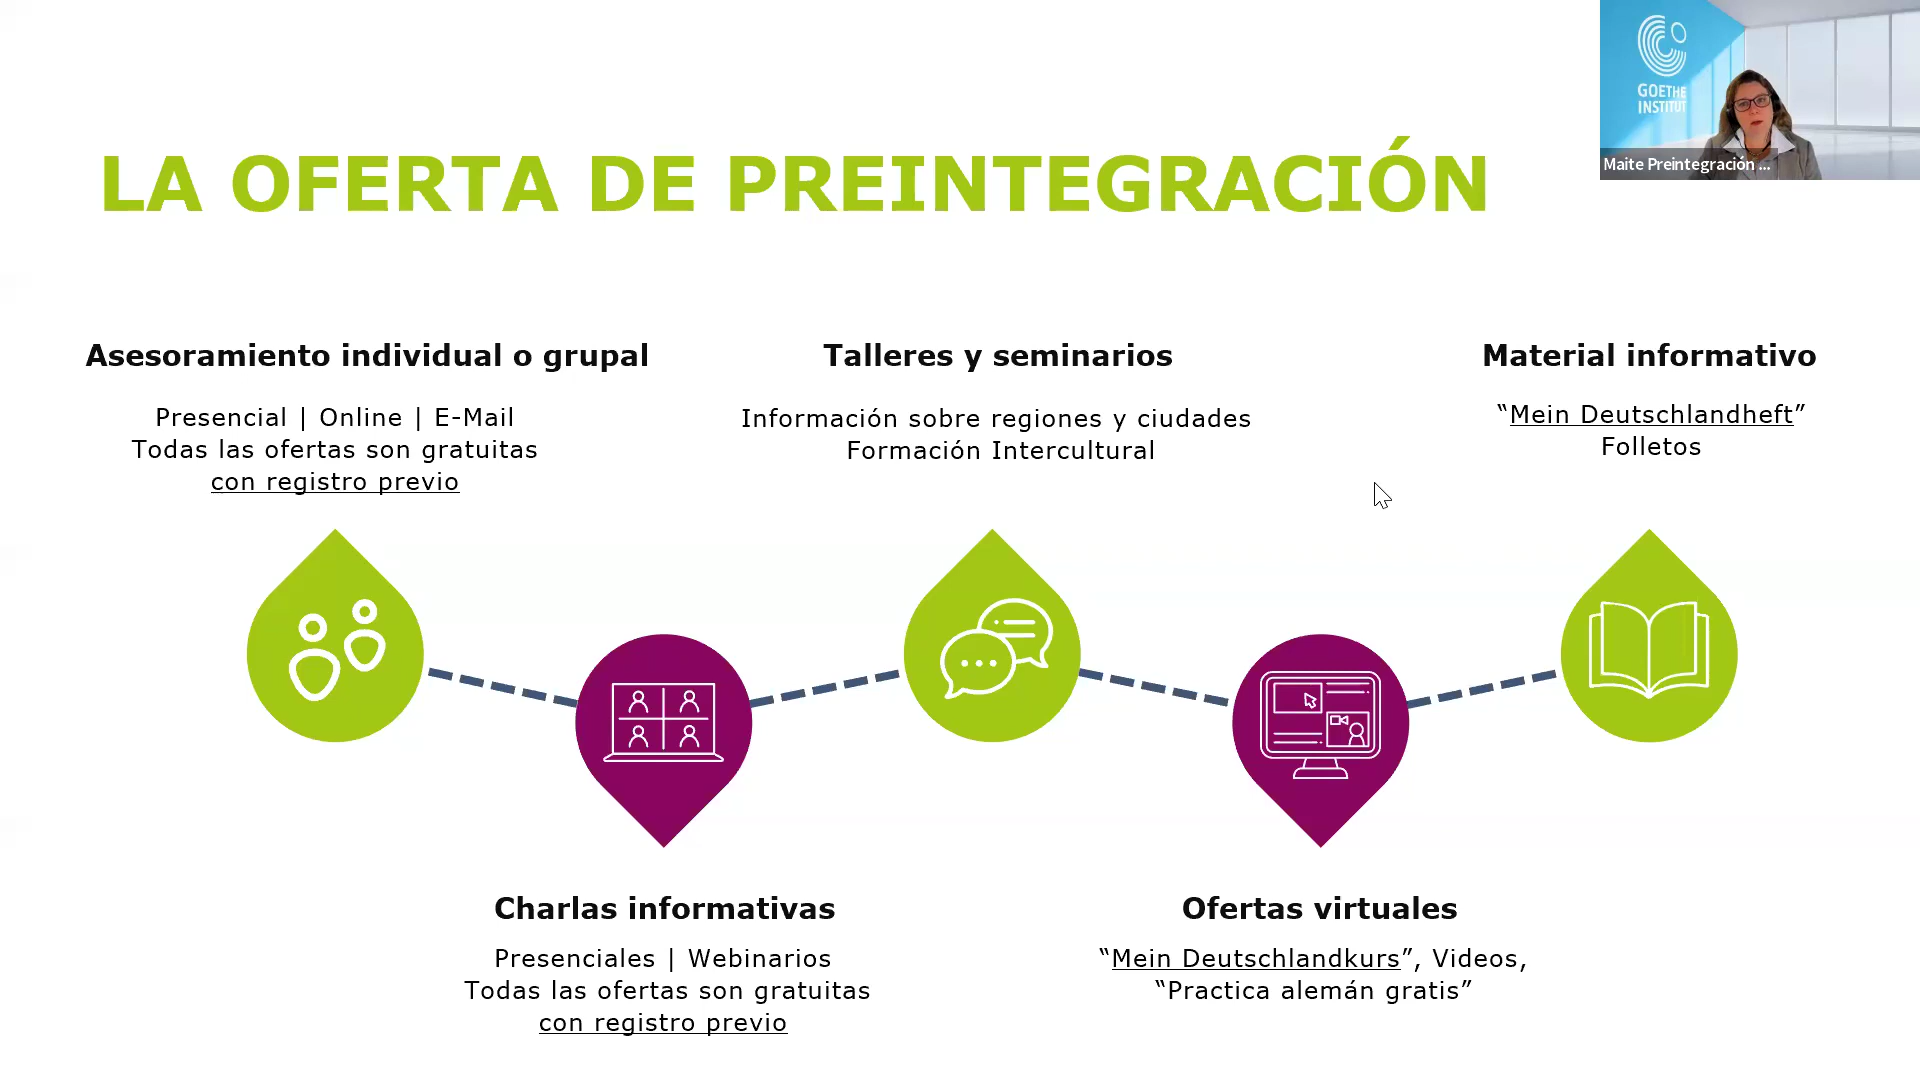 GOETHE
INSTITUT
Maite Preintegración ...
LA OFERTA DE PREINTEGRACIÓN
Asesoramiento individual o grupal
Presencial | Online | E-Mail
Todas las ofertas son gratuitas
con registro previo
Talleres y seminarios
Información sobre regiones y ciudades
Formación Intercultural
Material informativo
“Mein Deutschlandheft”
Folletos
Charlas informativas
Presenciales | Webinarios
Todas las ofertas son gratuitas
con registro previo
Ofertas virtuales
“Mein Deutschlandkurs”, Videos,
“Practica alemán gratis”